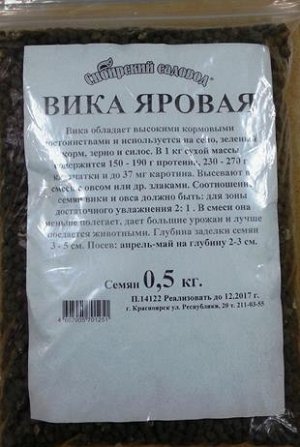 Сибирский садовод®
ВИКА ЯРОВАЯ
Вика обладает высокими кормовыми
достоинствами и используется на сено, зеленый
корм, зерно и силос. В 1 кг сухой массы
содержится 150 - 190 г протеина, 230 - 270 г
клетчатки и до 37 мг каротина. Высевают в
смеси с овсом или др. злаками. Соотношение
семян вики и овса должно быть: для зоны
достаточного увлажнения 2: 1. В смеси она
меньше полегает, дает большие урожаи и лучше
поедается животными. Глубина заделки семян
3 - 5 см. Посев: апрель-май на глубину 2-3 см.
Семян 0,5 кг.
П.14122 Реализовать до 12.2017 г.
г. Красноярск ул. Республики, 20 т. 211-03-55